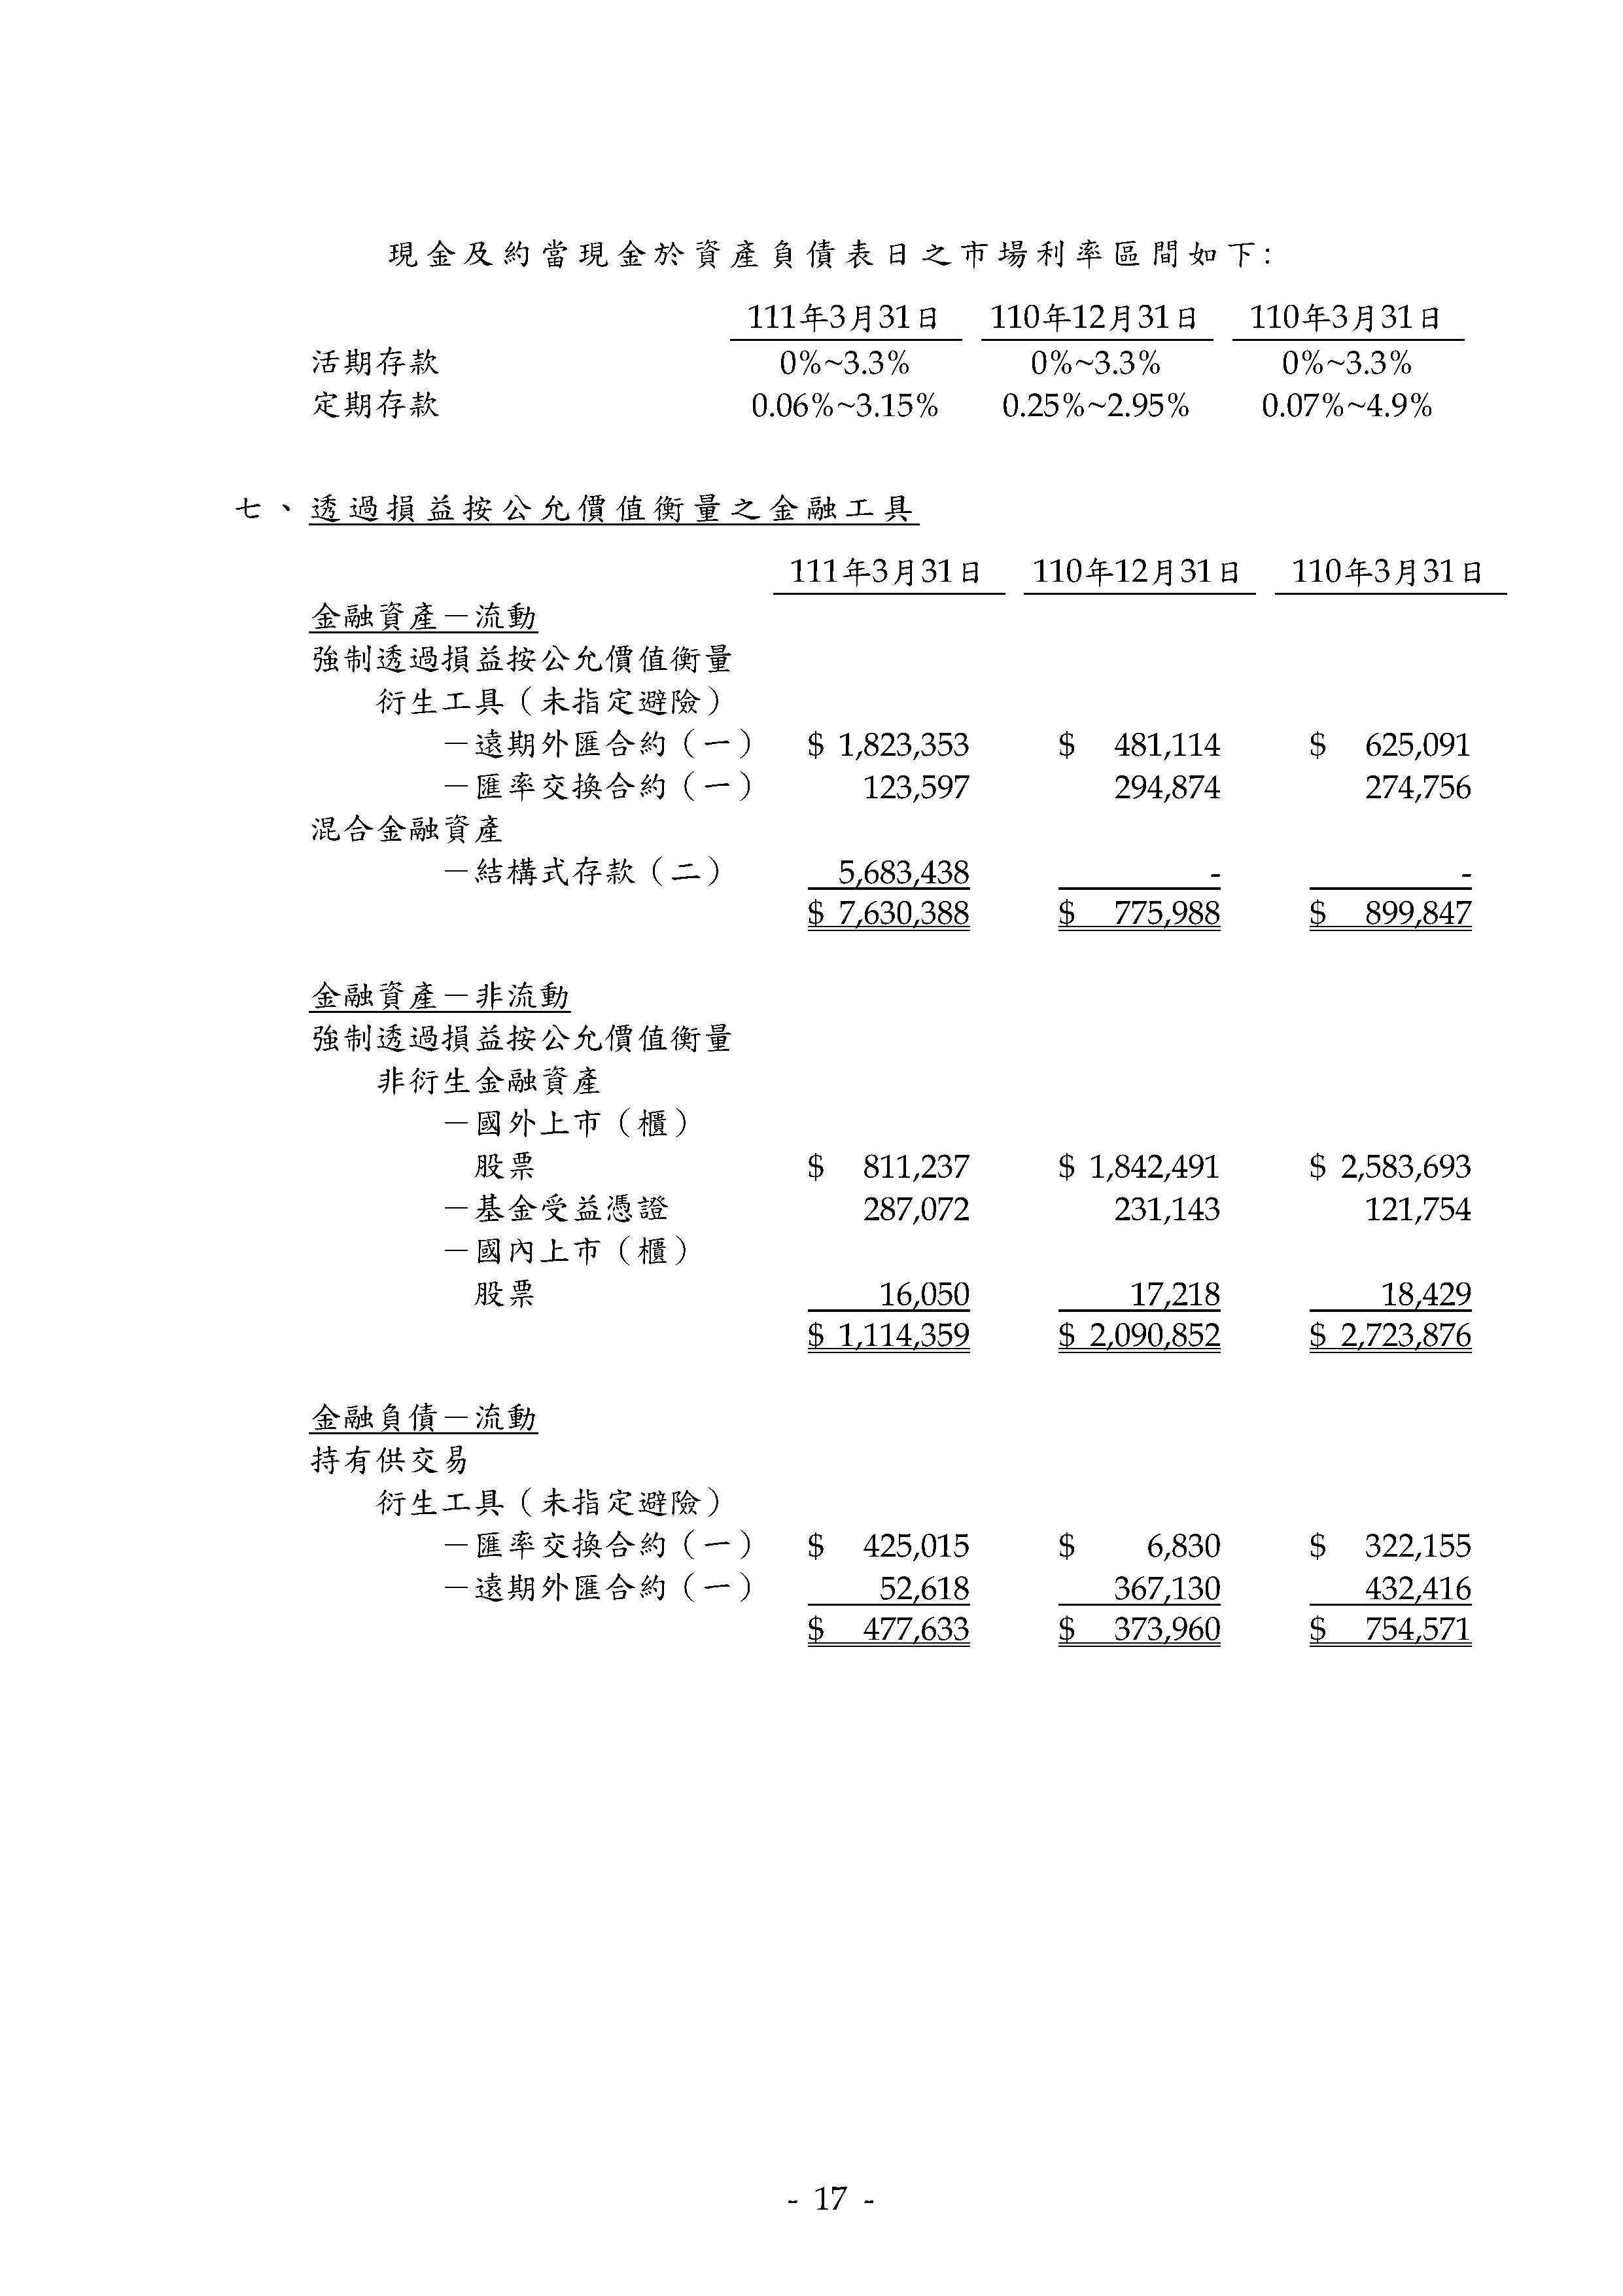 現金及約當現金於資產負債表日之市場利率區間如下:
111年3月31日 110年12月31日 110年3月31日
活期存款 0%~3.3% 0%~3.3% 0%~3.3%
定期存款 0.06%~3.15% 0.25%~2.95% 0.07%~4.9%
七、透過損益按公允價值衡量之金融工具
111年3月31日 110年12月31日 110年3月31日
金融資產－流動
強制透過損益按公允價值衡量
衍生工具（未指定避險）
－遠期外匯合約（一） $ 1,823,353 $ 481,114 $ 625,091
－匯率交換合約（一） 123,597 294,874 274,756
混合金融資產
－結構式存款（二） 5,683,438 - -
$ 7,630,388 $ 775,988 $ 899,847
金融資產－非流動
強制透過損益按公允價值衡量
非衍生金融資產
－國外上市（櫃）
股票 $ 811,237 $ 1,842,491 $ 2,583,693
－基金受益憑證 287,072 231,143 121,754
－國內上市（櫃）
股票 16,050 17,218 18,429
$ 1,114,359 $ 2,090,852 $ 2,723,876
金融負債－流動
持有供交易
衍生工具（未指定避險）
－匯率交換合約（一） $ 425,015 $ 6,830 $ 322,155
－遠期外匯合約（一） 52,618 367,130 432,416
$ 477,633 $ 373,960 $ 754,571
- 17 -